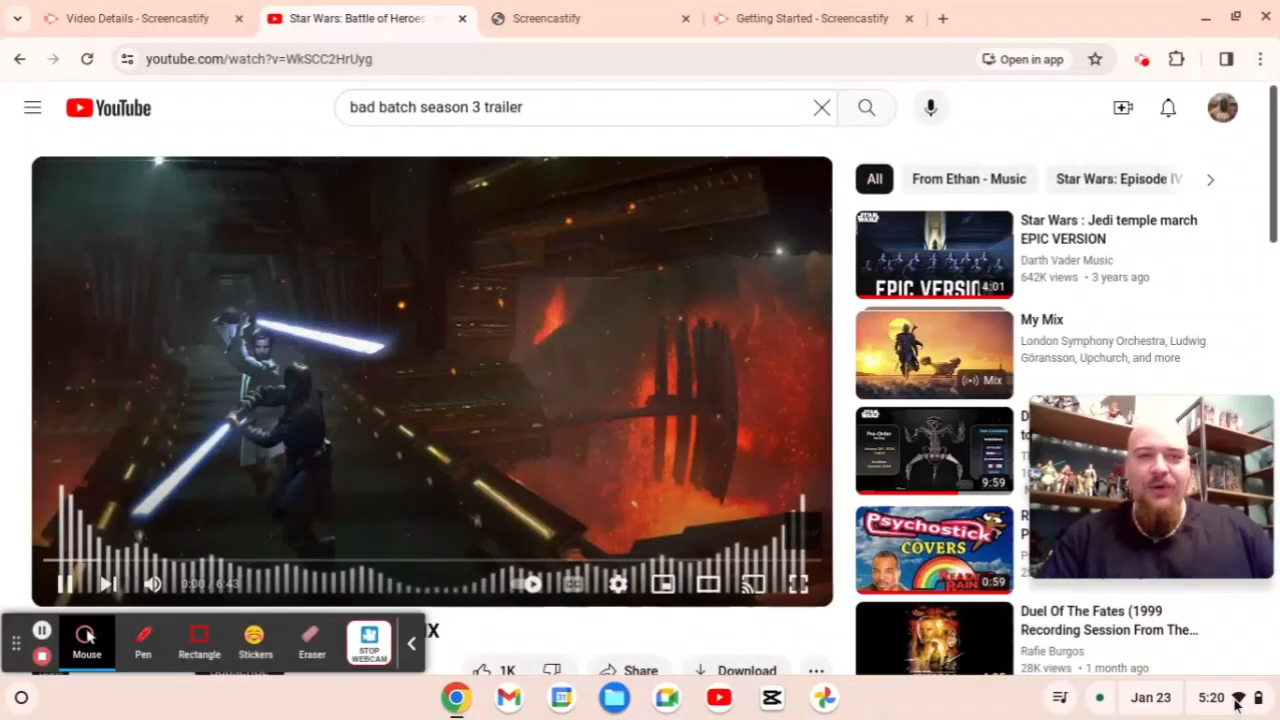 Video Details - Screencastify
Star Wars: Battle of Heroes
Screencastify
Getting Started - Screencastify
youtube.com/watch?v=WkSCC2HrUyg
Open in app
YouTube
bad batch season 3 trailer
All
From Ethan - Music
Star Wars: Episode IV
STAR WARS
EPIC VERSION
4:01
Star Wars : Jedi temple march
EPIC VERSION
Darth Vader Music
642K views • 3 years ago
Mix
My Mix
London Symphony Orchestra, Ludwig
Göransson, Upchurch, and more
9:59
Psychostick
COVERS
0:59
Duel Of The Fates (1999
Recording Session From The...
Rafie Burgos
28K views • 1 month ago
0:00 / 6:43
Mouse
Pen
Rectangle
Stickers
Eraser
STOP
WEBCAM
IX
1K
Share
Download
Jan 23
5:20